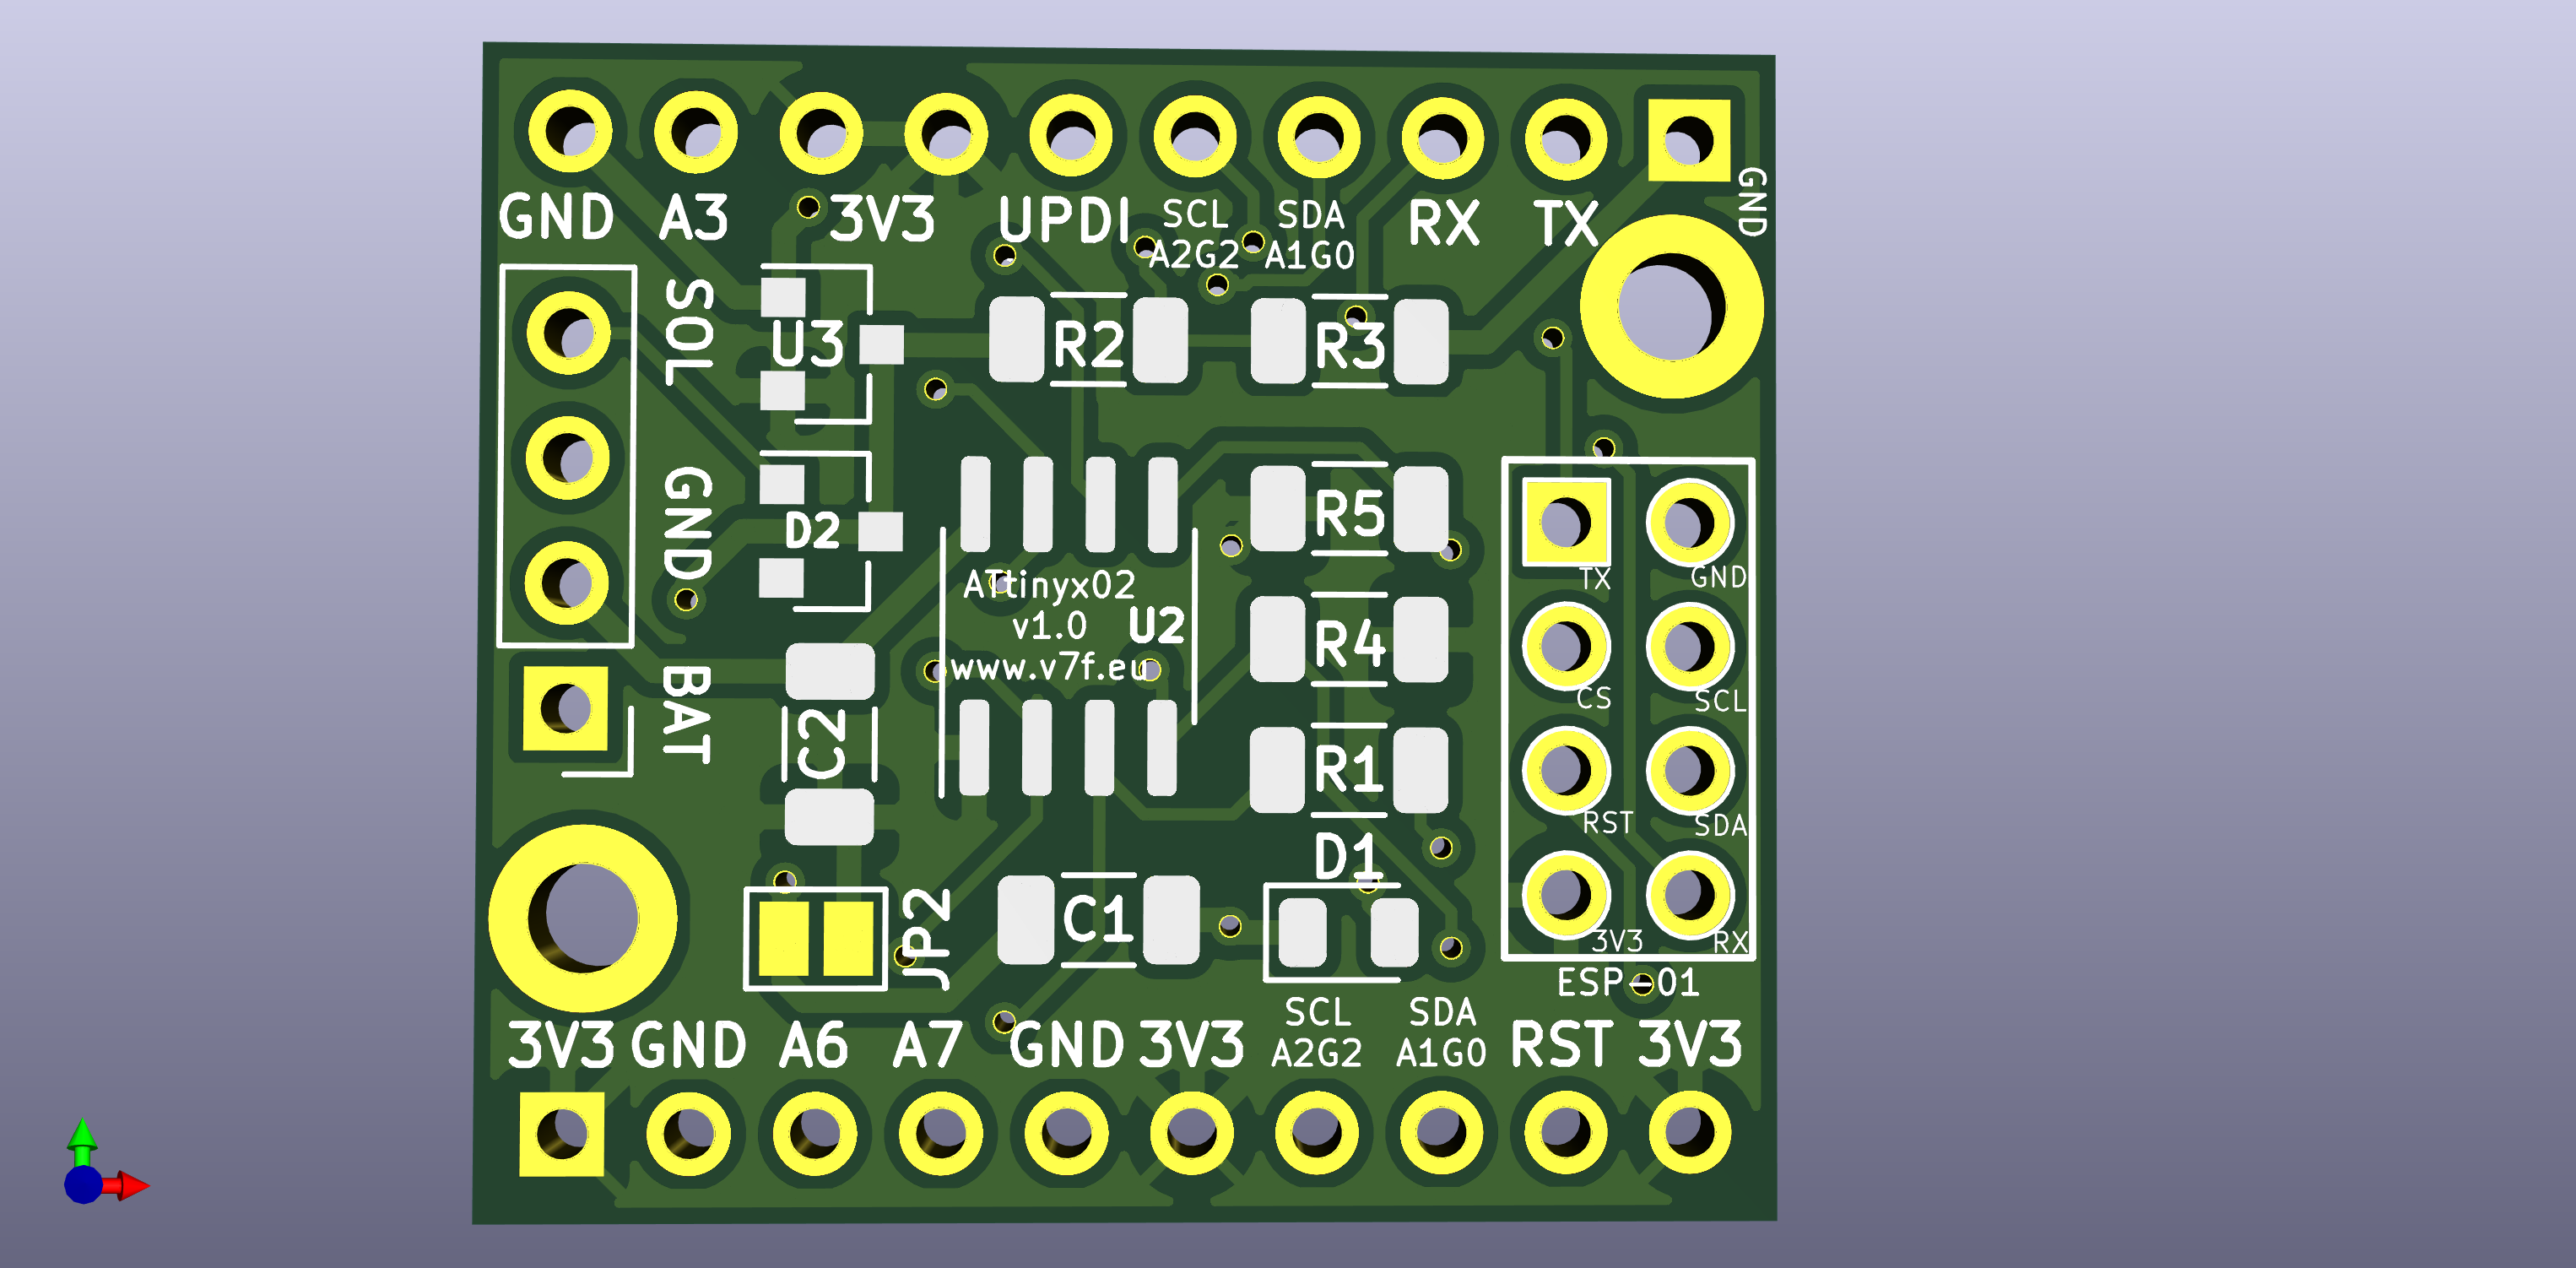 GND A3 3V3 UPDI SCL SDA RX TX GND
A2G2 A1G0
SOL U3 R2 R3
GND D2 R5
TX GND
ATtinyx02
v1.0 U2 R4
www.v7f.eu
CS SCL
BAT C2 R1
RST SDA
D1
JP2 C1
3V3 RX
ESP-01
SCL SDA
3V3 GND A6 A7 GND 3V3 A2G2 A1G0 RST 3V3